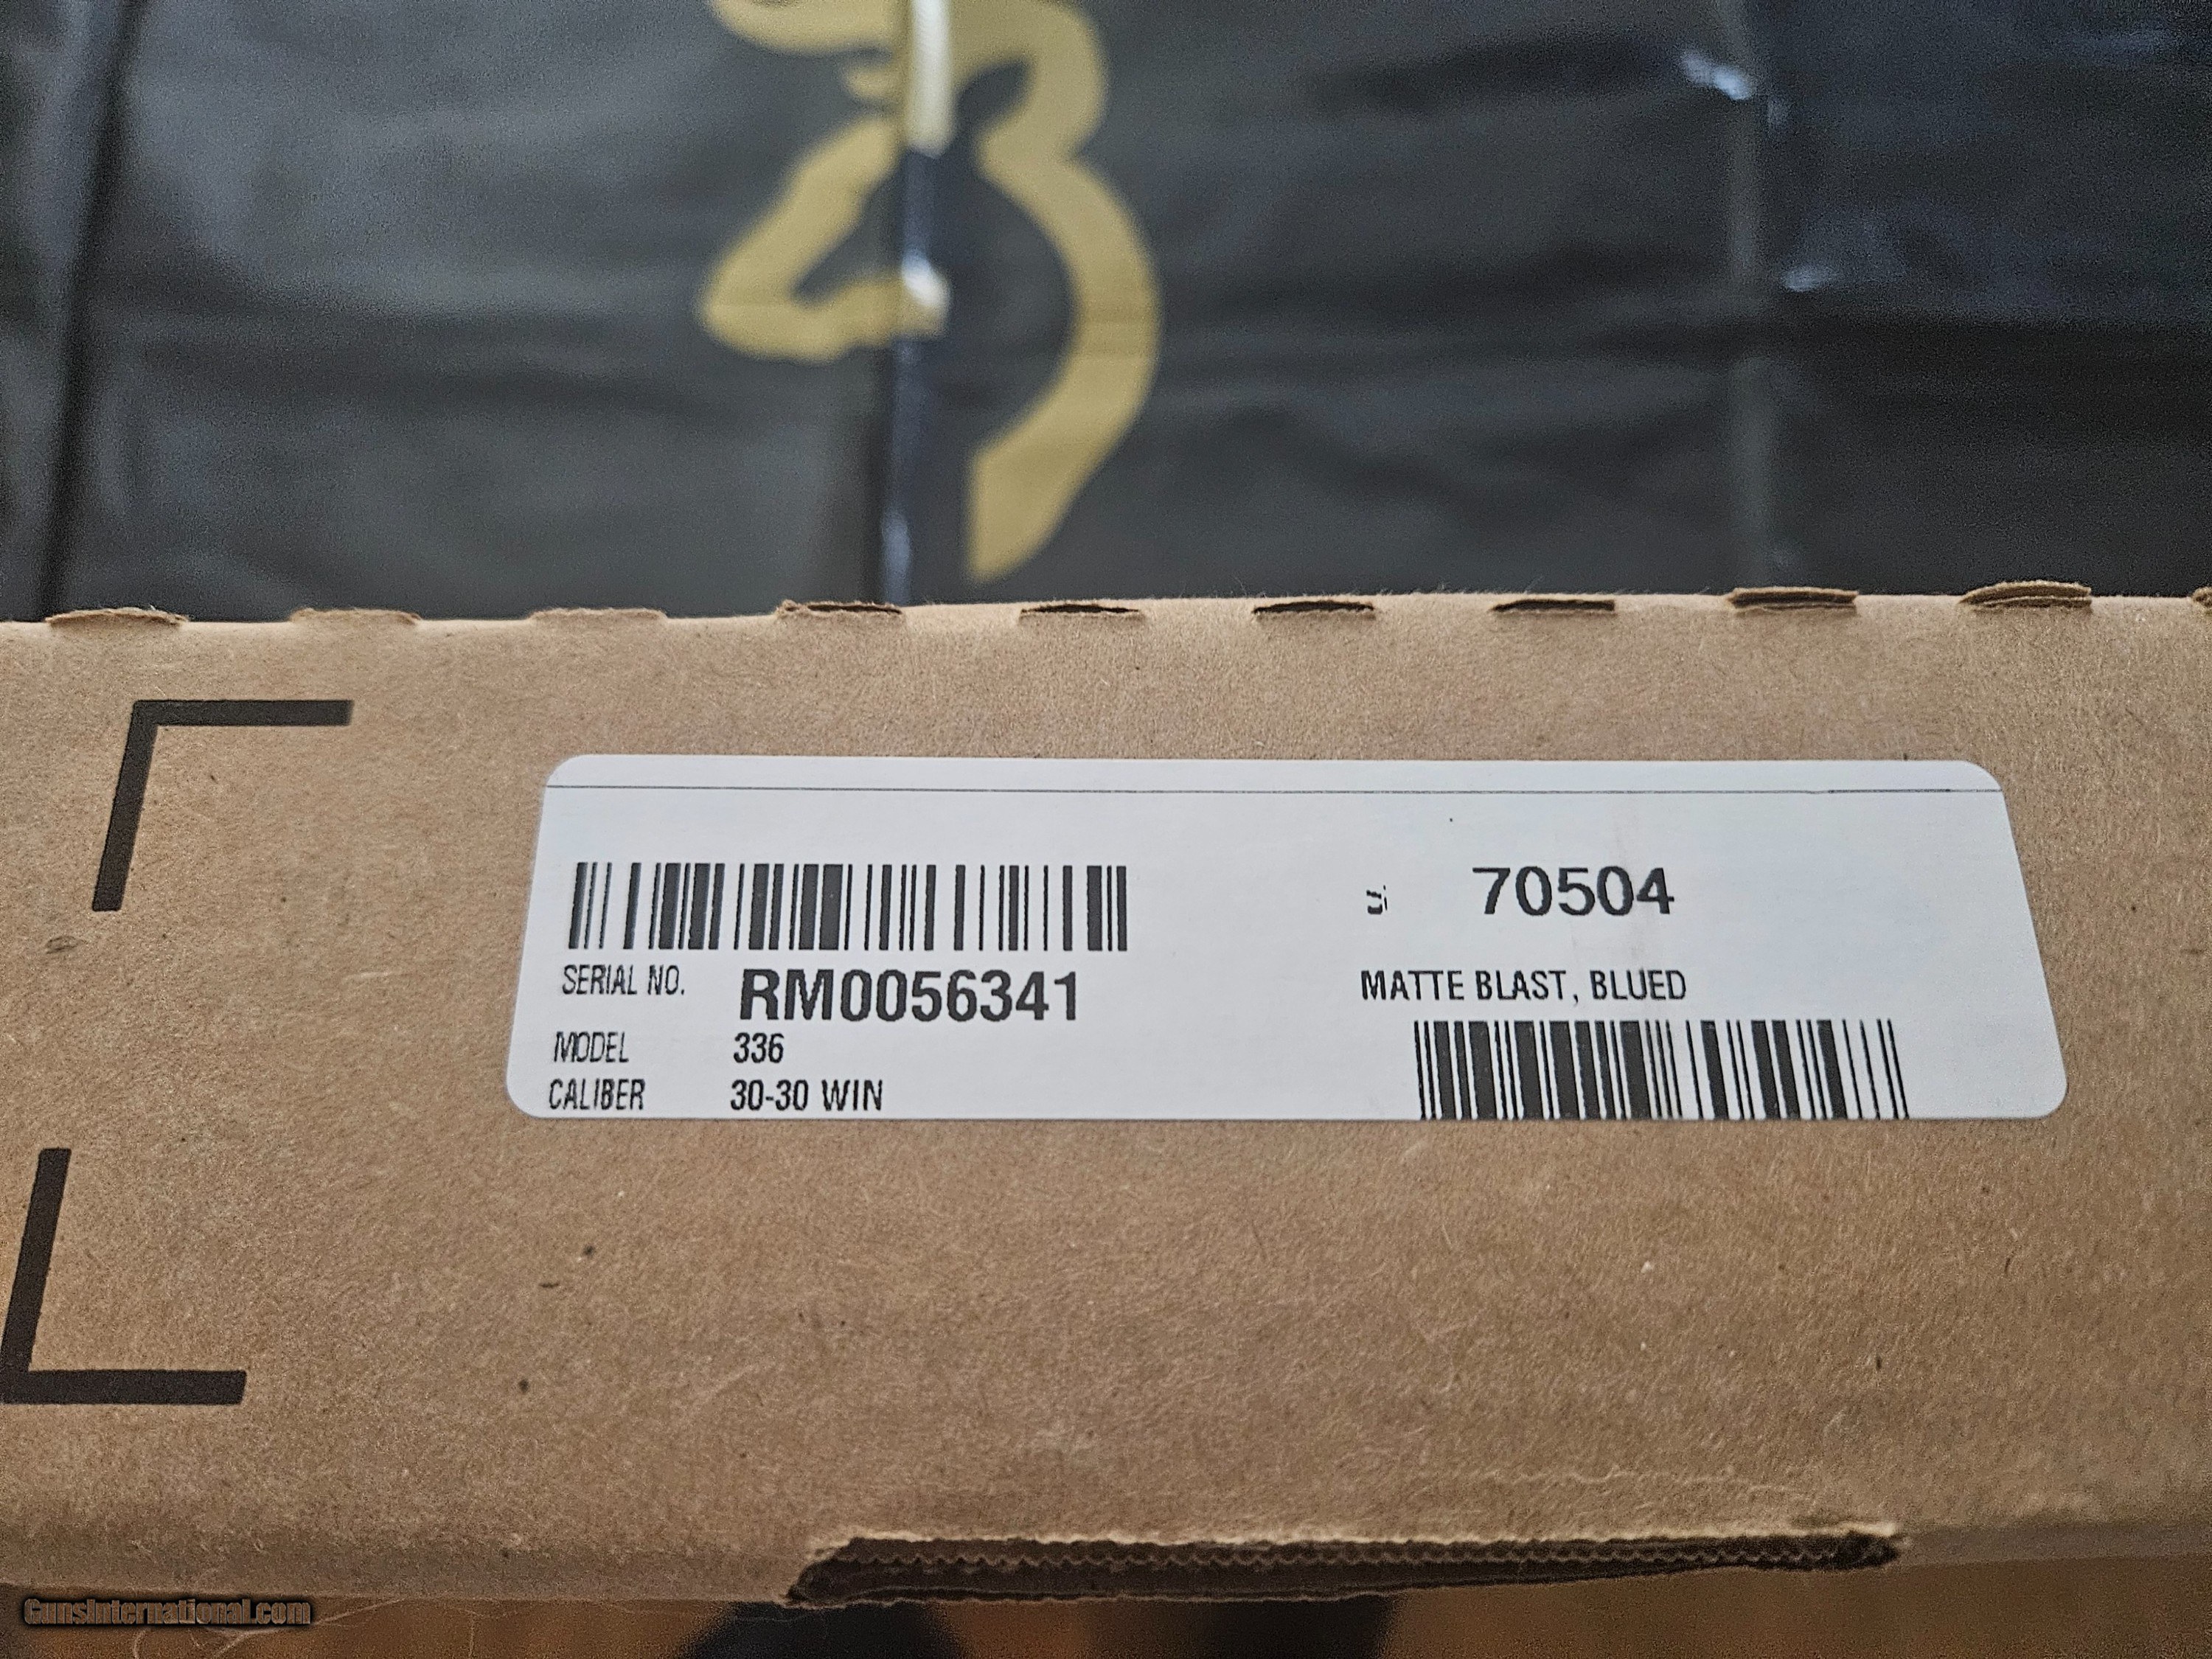 70504
SERIAL NO. RM0056341
MATTE BLAST, BLUED
MODEL 336
CALIBER 30-30 WIN
GunsInternational.com